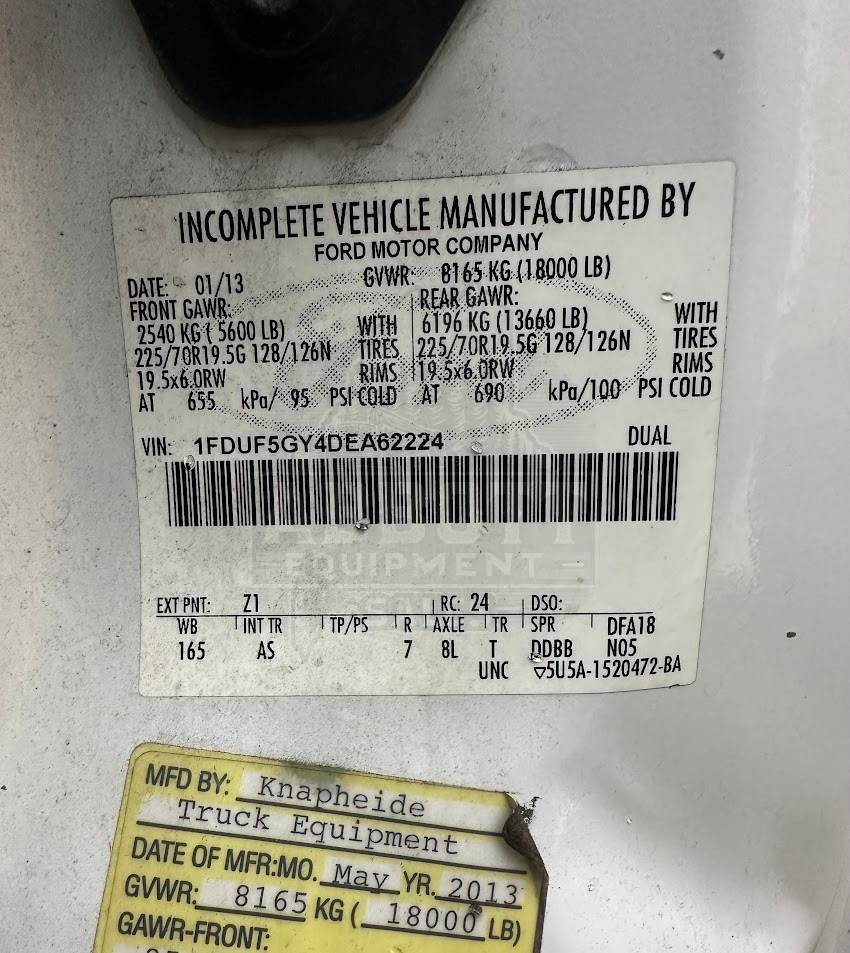 INCOMPLETE VEHICLE MANUFACTURED BY
FORD MOTOR COMPANY
DATE: 01/13 GVWR: 8165 KG (18000 LB)
FRONT GAWR: REAR GAWR:
2540 KG ( 5600 LB) WITH 6196 KG (13660 LB) WITH
225/70R19.5G 128/126N TIRES 225/70R19.5G 128/126N TIRES
19.5x6.0RW RIMS 19.5x6.0RW RIMS
AT 655 kPa/ 95 PSI COLD AT 690 kPa/100 PSI COLD
VIN: 1FDUF5GY4DEA62224 DUAL
EQUIPMENT
EXT PNT: Z1 RC: 24 DSO:
WB INT TR TP/PS R AXLE TR SPR DFA18
165 AS 7 8L T DDBB N05
UNC ▽5U5A-1520472-BA
MFD BY: Knapheide
Truck Equipment
DATE OF MFR:MO. May YR. 2013
GVWR: 8165 KG ( 18000 LB)
GAWR-FRONT: